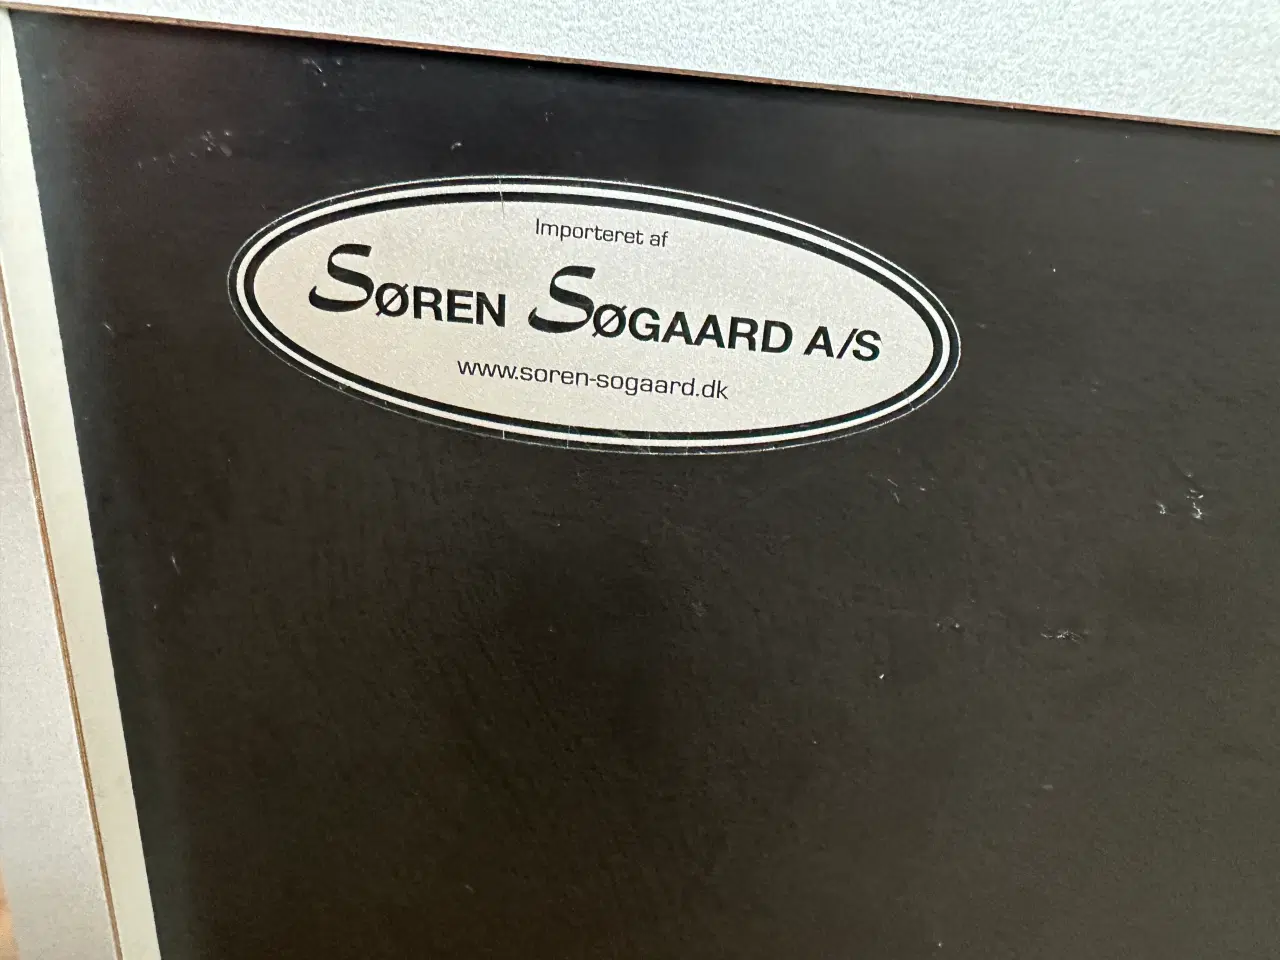 Importeret af
SØREN SØGAARD A/S
www.soren-sogaard.dk